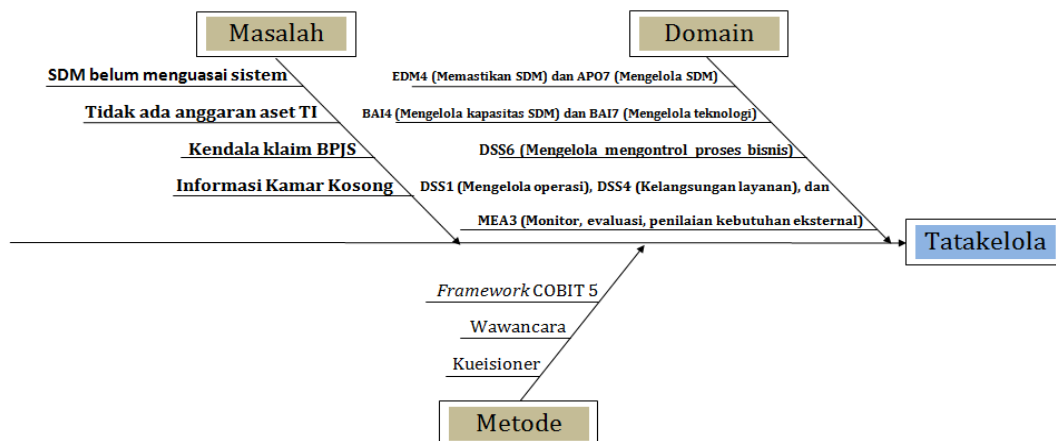 Masalah
SDM belum menguasai sistem
Tidak ada anggaran aset TI
Kendala klaim BPJS
Informasi Kamar Kosong
Domain
EDM4 (Memastikan SDM) dan APO7 (Mengelola SDM)
BAI4 (Mengelola kapasitas SDM) dan BAI7 (Mengelola teknologi)
DSS6 (Mengelola mengontrol proses bisnis)
DSS1 (Mengelola operasi), DSS4 (Kelangsungan layanan), dan
MEA3 (Monitor, evaluasi, penilaian kebutuhan eksternal)
Tatakelola
Framework COBIT 5
Wawancara
Kueisioner
Metode